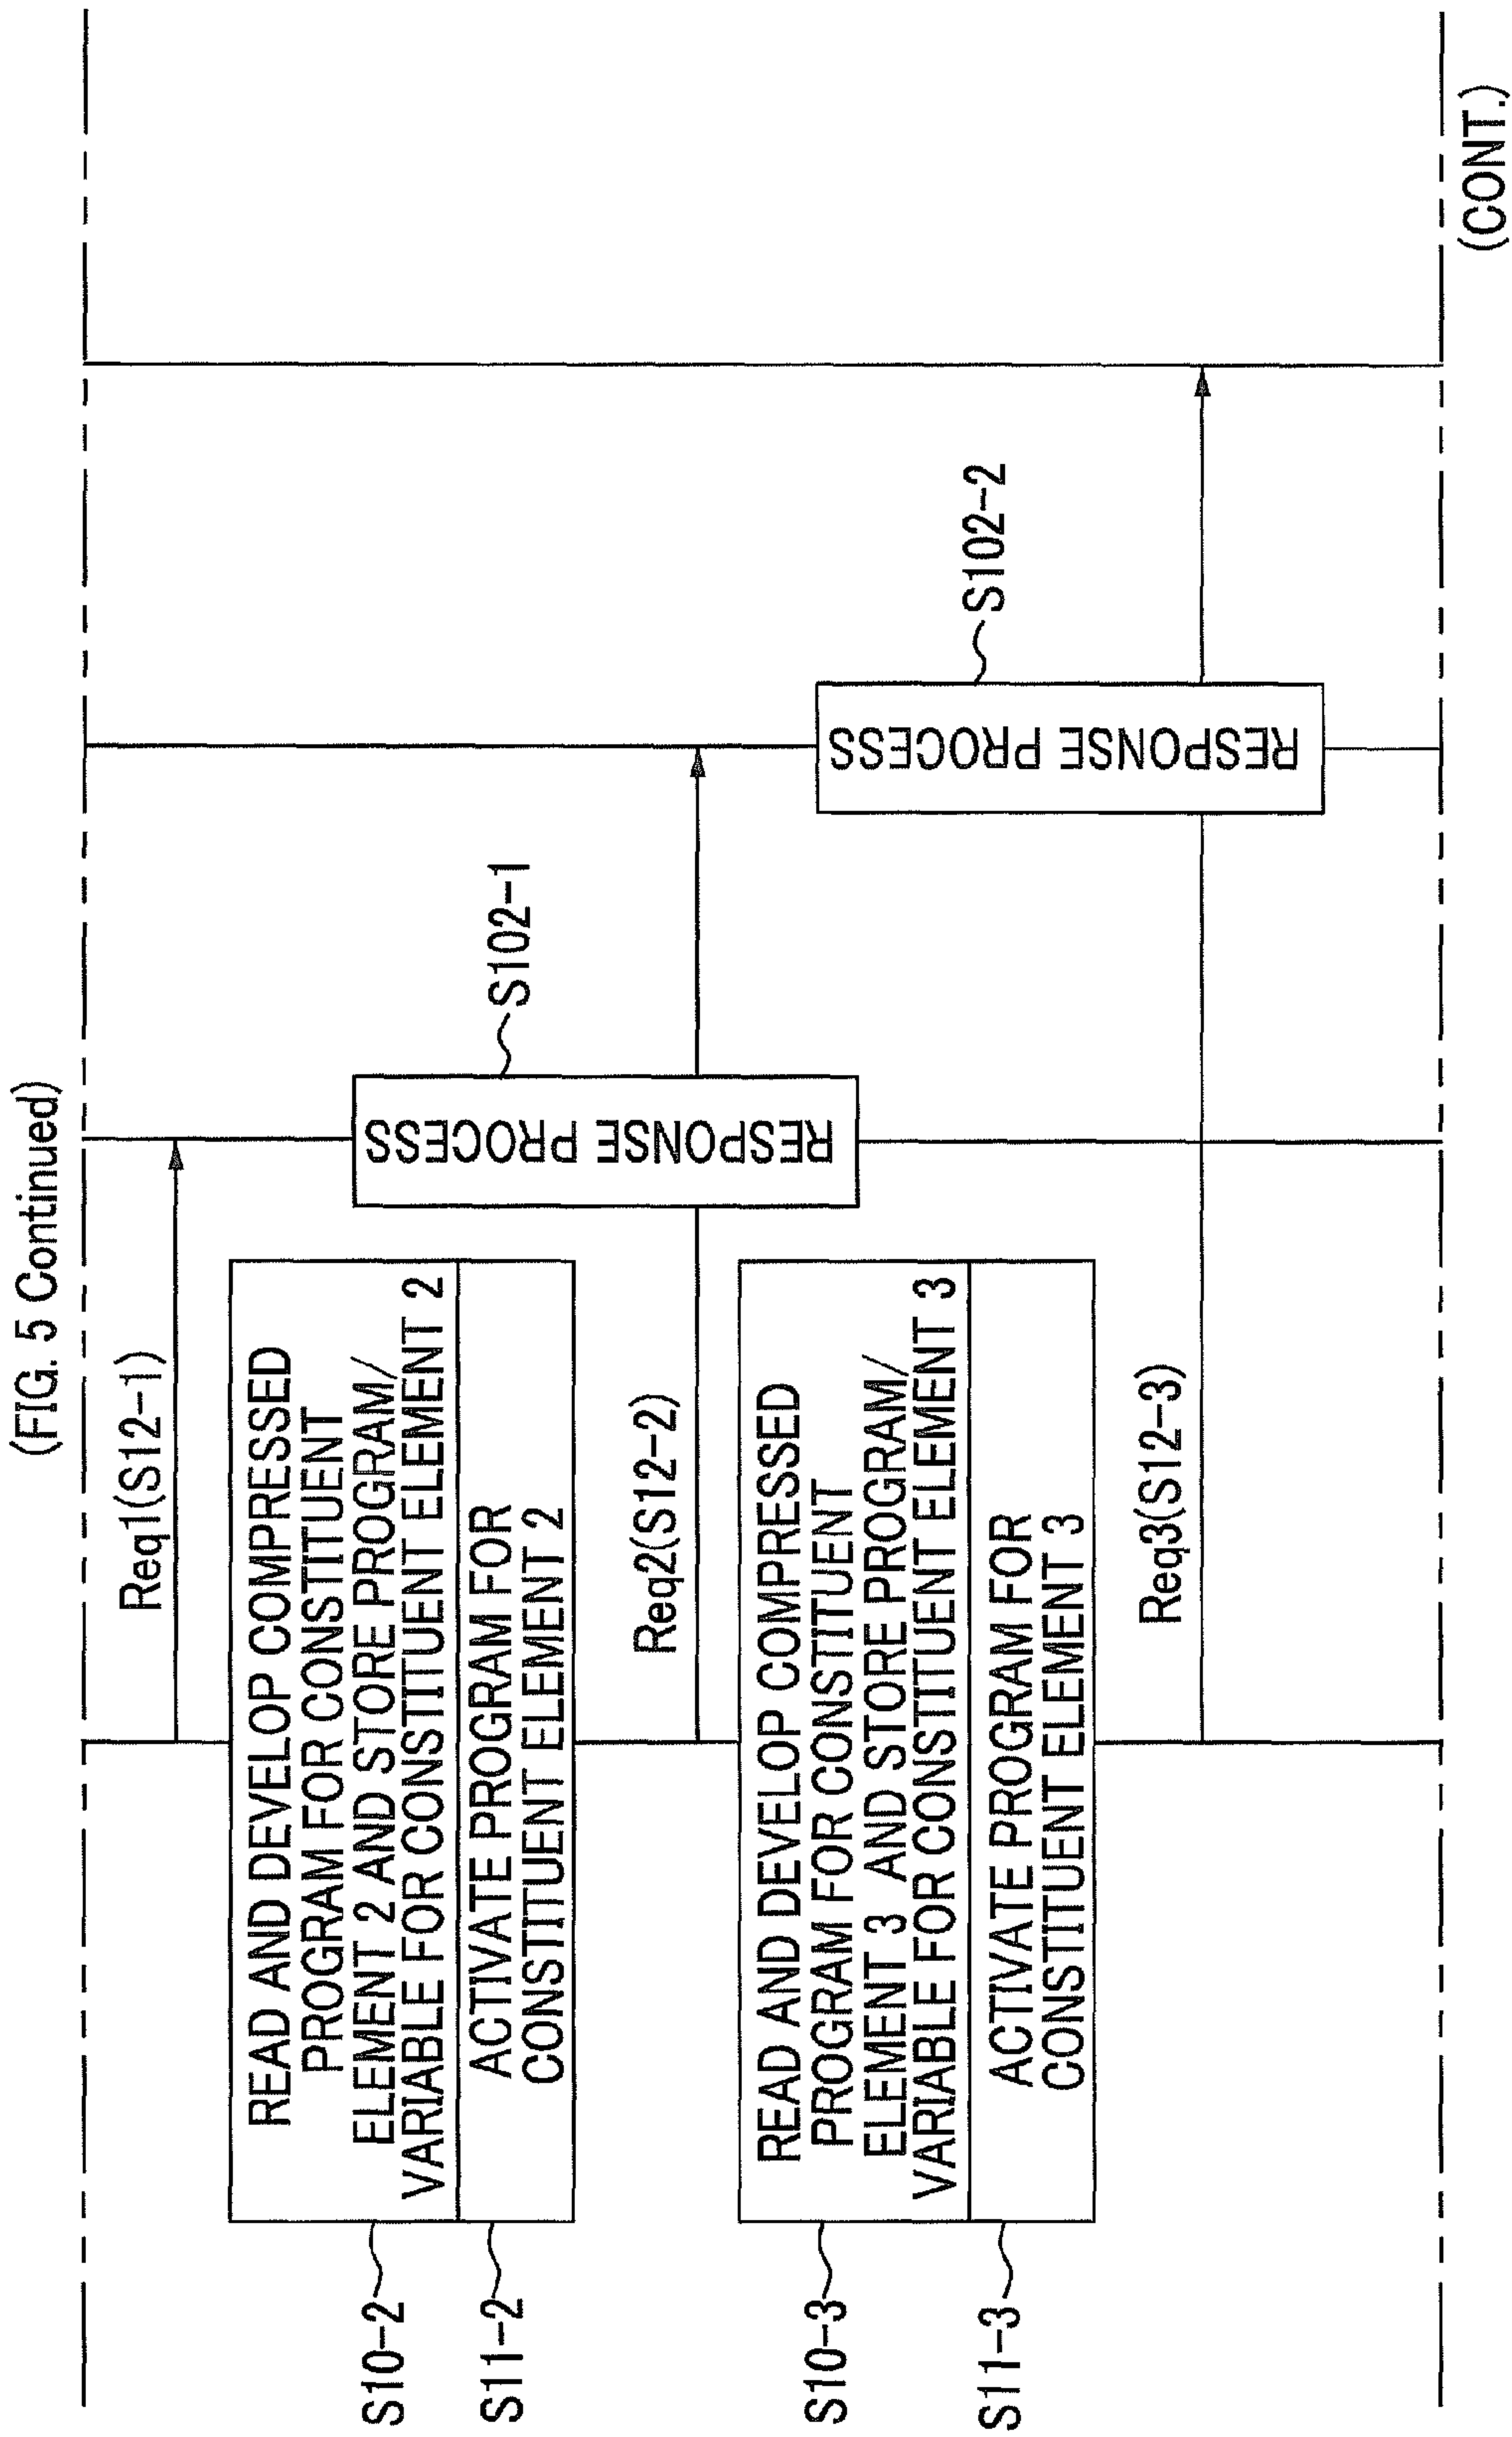 (FIG. 5 Continued)
Req1(S12-1)
S10-2
READ AND DEVELOP COMPRESSED
PROGRAM FOR CONSTITUENT
ELEMENT 2 AND STORE PROGRAM/
VARIABLE FOR CONSTITUENT ELEMENT 2
S11-2
ACTIVATE PROGRAM FOR
CONSTITUENT ELEMENT 2
RESPONSE PROCESS
S102-1
Req2(S12-2)
S10-3
READ AND DEVELOP COMPRESSED
PROGRAM FOR CONSTITUENT
ELEMENT 3 AND STORE PROGRAM/
VARIABLE FOR CONSTITUENT ELEMENT 3
S11-3
ACTIVATE PROGRAM FOR
CONSTITUENT ELEMENT 3
RESPONSE PROCESS
S102-2
Req3(S12-3)
(CONT.)